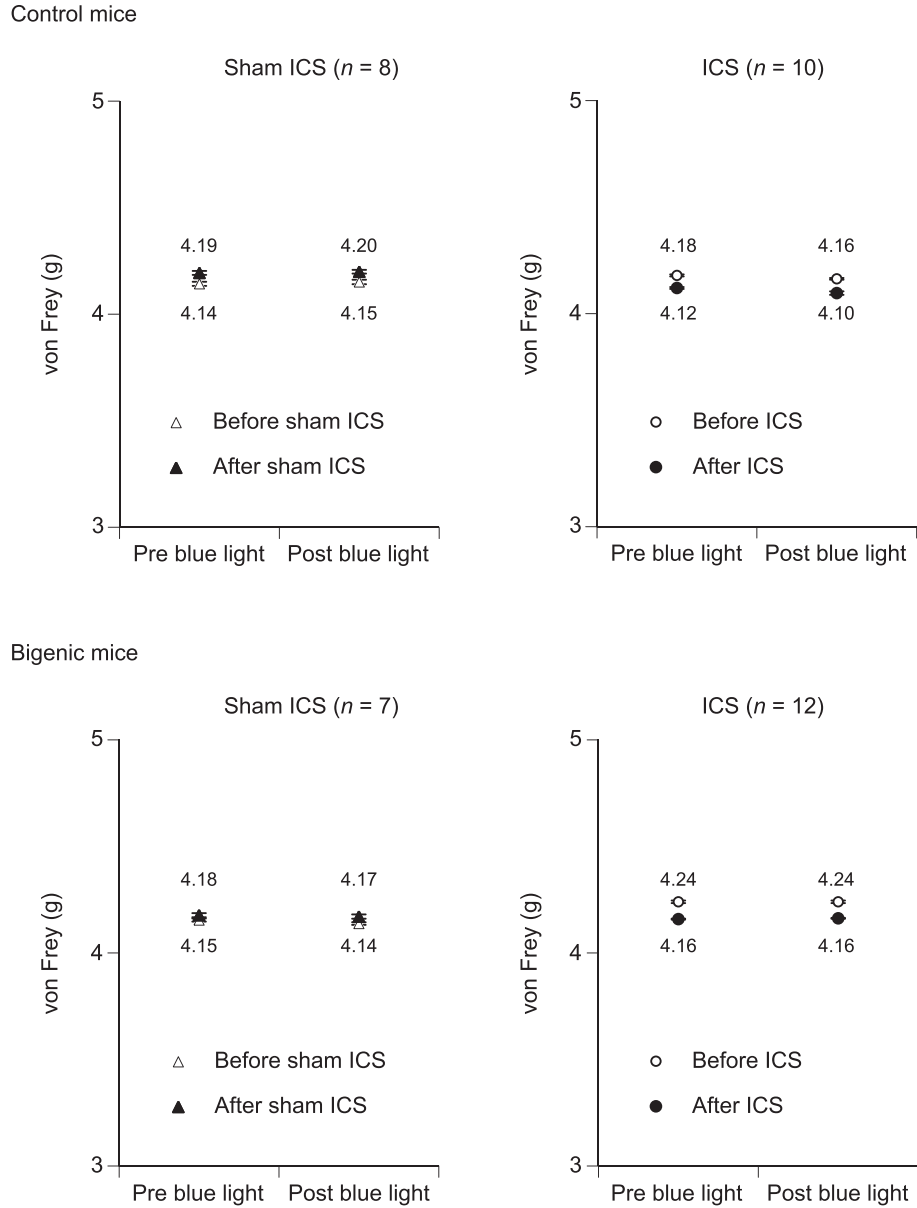 Control mice
Sham ICS (n = 8)
5
4.19
4.20
von Frey (g)
4
4.14
4.15
Before sham ICS
After sham ICS
3
Pre blue light
Post blue light
ICS (n = 10)
5
4.18
4.16
von Frey (g)
4
4.12
4.10
Before ICS
After ICS
3
Pre blue light
Post blue light
Bigenic mice
Sham ICS (n = 7)
5
4.18
4.17
von Frey (g)
4
4.15
4.14
Before sham ICS
After sham ICS
3
Pre blue light
Post blue light
ICS (n = 12)
5
4.24
4.24
von Frey (g)
4
4.16
4.16
Before ICS
After ICS
3
Pre blue light
Post blue light